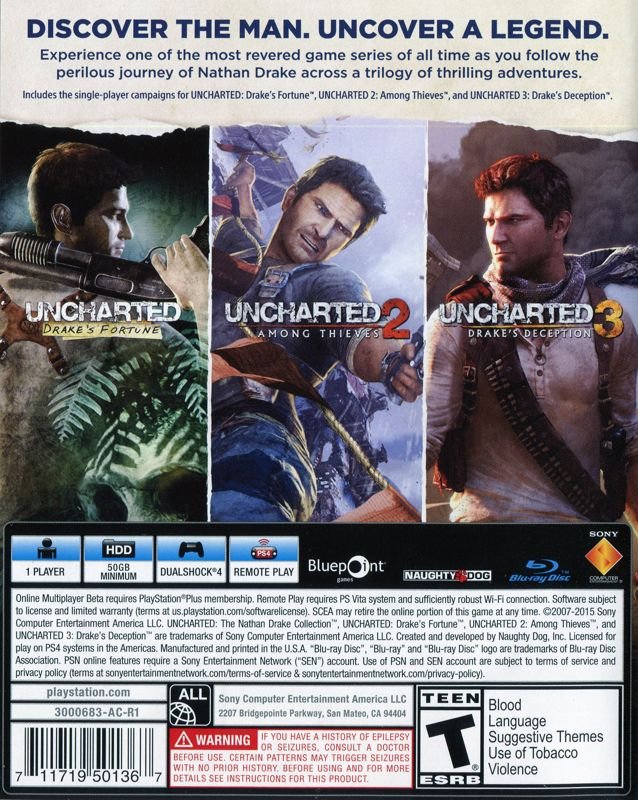 DISCOVER THE MAN. UNCOVER A LEGEND.
Experience one of the most revered game series of all time as you follow the
perilous journey of Nathan Drake across a trilogy of thrilling adventures.
Includes the single-player campaigns for UNCHARTED: Drake's Fortune™, UNCHARTED 2: Among Thieves™, and UNCHARTED 3: Drake's Deception™.
UNCHARTED
DRAKE'S FORTUNE
UNCHARTED 2
AMONG THIEVES
UNCHARTED 3
DRAKE'S DECEPTION
1 PLAYER
HDD
50GB
MINIMUM
DUALSHOCK®4
PS4
REMOTE PLAY
Bluepoint
games
NAUGHTY DOG
Blu-ray Disc™
SONY
COMPUTER
ENTERTAINMENT
Online Multiplayer Beta requires PlayStation®Plus membership. Remote Play requires PS Vita system and sufficiently robust Wi-Fi connection. Software subject
to license and limited warranty (terms at us.playstation.com/softwarelicense). SCEA may retire the online portion of this game at any time. ©2007-2015 Sony
Computer Entertainment America LLC. UNCHARTED: The Nathan Drake Collection™, UNCHARTED: Drake's Fortune™, UNCHARTED 2: Among Thieves™, and
UNCHARTED 3: Drake's Deception™ are trademarks of Sony Computer Entertainment America LLC. Created and developed by Naughty Dog, Inc. Licensed for
play on PS4 systems in the Americas. Manufactured and printed in the U.S.A. "Blu-ray Disc", "Blu-ray" and "Blu-ray Disc" logo are trademarks of Blu-ray Disc
Association. PSN online features require a Sony Entertainment Network ("SEN") account. Use of PSN and SEN account are subject to terms of service and
privacy policy (terms at sonyentertainmentnetwork.com/terms-of-service & sonyentertainmentnetwork.com/privacy-policy).
playstation.com
3000683-AC-R1
7 11719 50136 7
ALL
Sony Computer Entertainment America LLC
2207 Bridgepointe Parkway, San Mateo, CA 94404
WARNING IF YOU HAVE A HISTORY OF EPILEPSY
OR SEIZURES, CONSULT A DOCTOR
BEFORE USE. CERTAIN PATTERNS MAY TRIGGER SEIZURES
WITH NO PRIOR HISTORY. BEFORE USING AND FOR MORE
DETAILS SEE INSTRUCTIONS FOR THIS PRODUCT.
TEEN
T
ESRB
Blood
Language
Suggestive Themes
Use of Tobacco
Violence